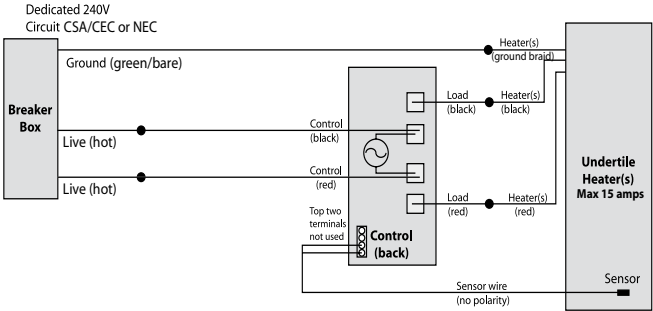 Dedicated 240V
Circuit CSA/CEC or NEC
Ground (green/bare)
Heater(s)
(ground braid)
Breaker
Box
Load
(black)
Heater(s)
(black)
Control
(black)
Live (hot)
Control
(red)
Live (hot)
Undertile
Heater(s)
Max 15 amps
Load
(red)
Heater(s)
(red)
Top two
terminals
not used
Control
(back)
Sensor
Sensor wire
(no polarity)